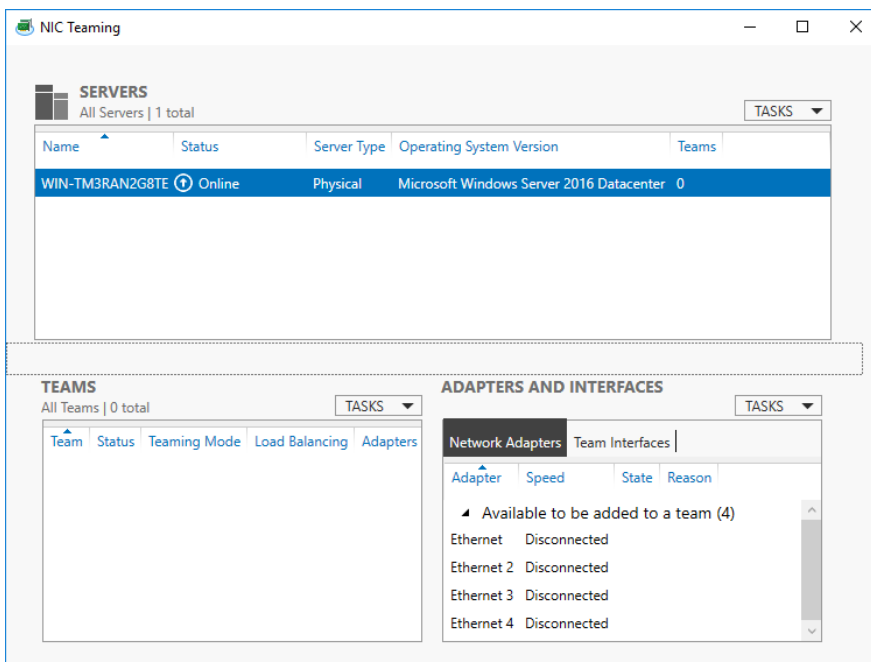 NIC Teaming
SERVERS
All Servers | 1 total
TASKS
Name Status Server Type Operating System Version Teams
WIN-TM3RAN2G8TE Online Physical Microsoft Windows Server 2016 Datacenter 0
TEAMS
All Teams | 0 total
TASKS
Team Status Teaming Mode Load Balancing Adapters
ADAPTERS AND INTERFACES
TASKS
Network Adapters Team Interfaces
Adapter Speed State Reason
Available to be added to a team (4)
Ethernet Disconnected
Ethernet 2 Disconnected
Ethernet 3 Disconnected
Ethernet 4 Disconnected